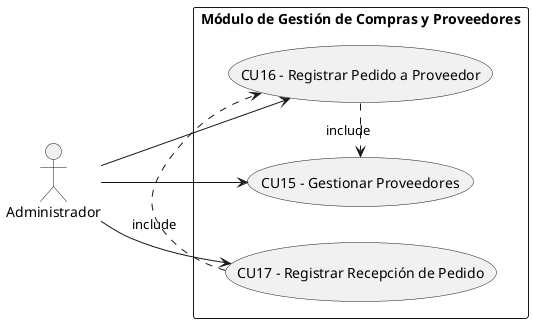 Módulo de Gestión de Compras y Proveedores
CU16 - Registrar Pedido a Proveedor
include
CU15 - Gestionar Proveedores
Administrador
include
CU17 - Registrar Recepción de Pedido